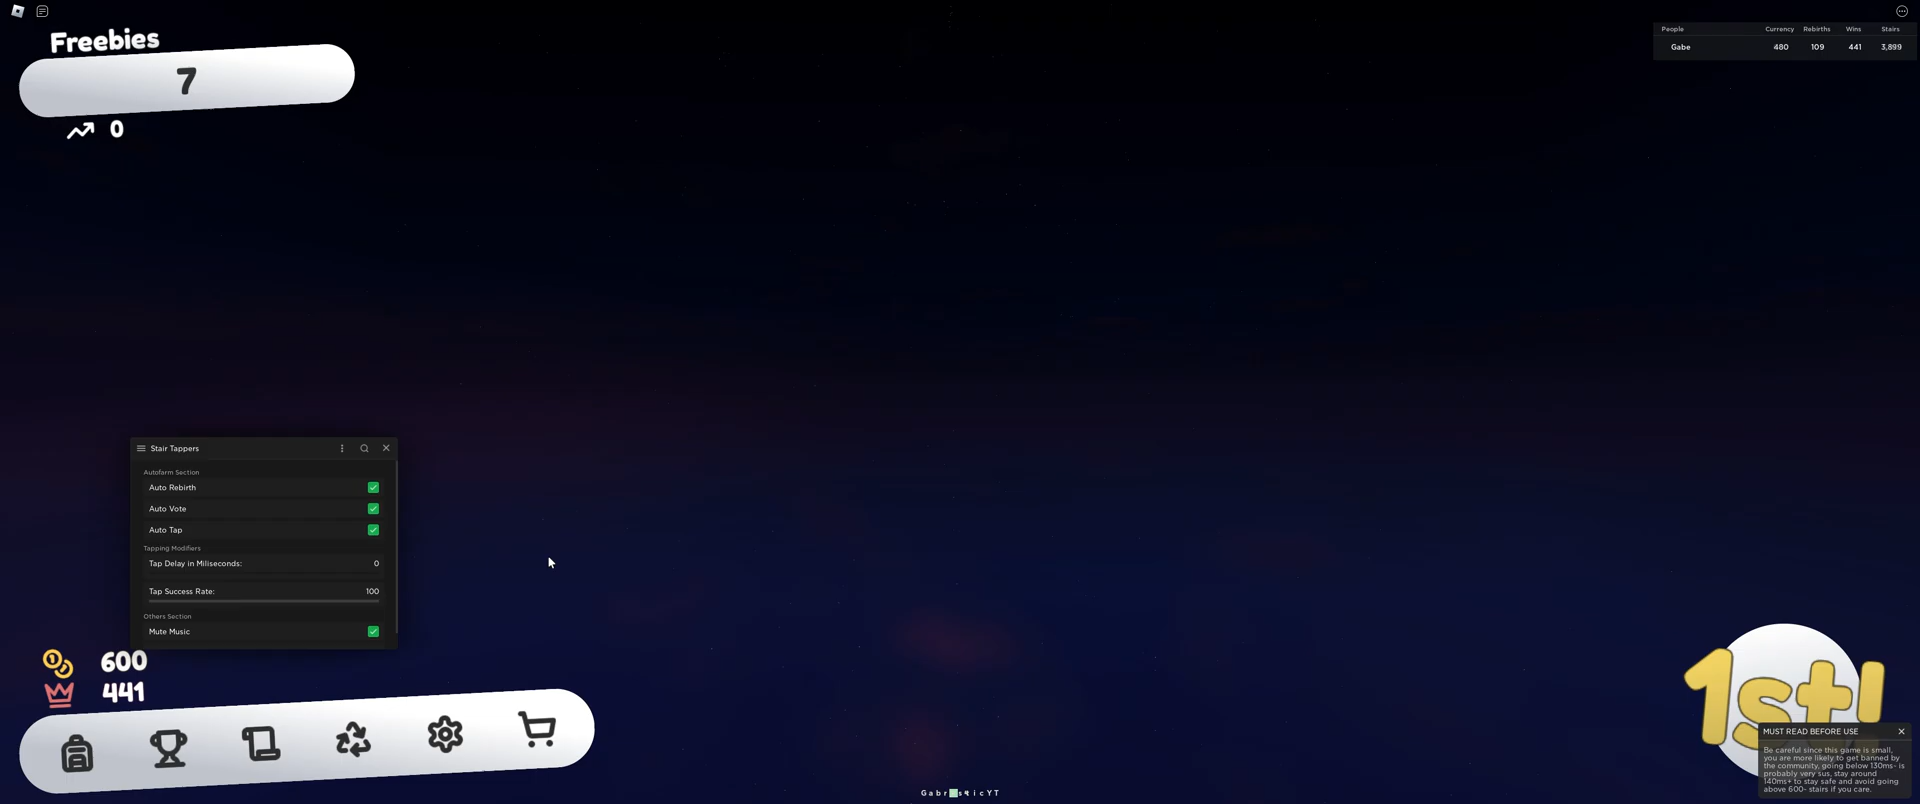 Freebies
7
0
People Currency Rebirths Wins Stairs
Gabe 480 109 441 3,899
Stair Tappers
Autofarm Section
Auto Rebirth
Auto Vote
Auto Tap
Tapping Modifiers
Tap Delay in Miliseconds: 0
Tap Success Rate: 100
Others Section
Mute Music
600
441
1st!
MUST READ BEFORE USE
Be careful since this game is small,
you are more likely to get banned by
the community, going below 130ms- is
probably very sus, stay around
140ms+ to stay safe and avoid going
above 600~ stairs if you care.